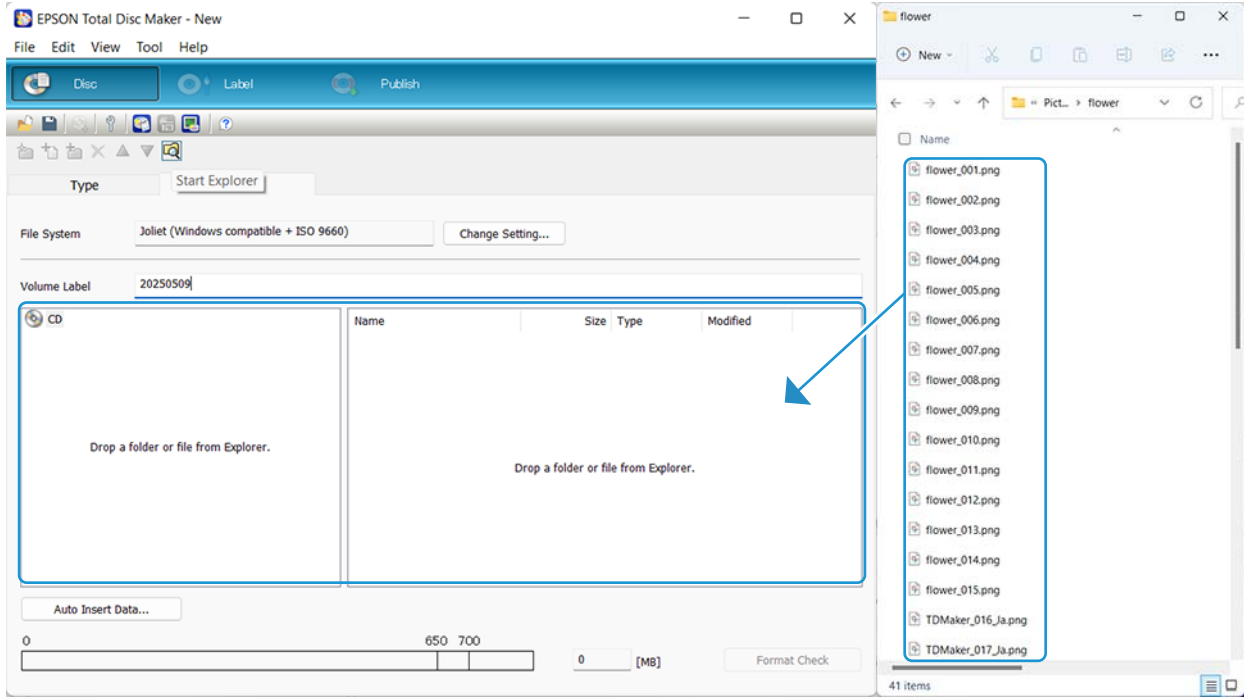 EPSON Total Disc Maker - New
File Edit View Tool Help
Disc Label Publish
Type
Start Explorer
File System Joliet (Windows compatible + ISO 9660) Change Setting...
Volume Label 20250509
CD
Name Size Type Modified
Drop a folder or file from Explorer.
Drop a folder or file from Explorer.
Auto Insert Data...
0 650 700
0 [MB] Format Check
flower
New
Pict... flower
Name
flower_001.png
flower_002.png
flower_003.png
flower_004.png
flower_005.png
flower_006.png
flower_007.png
flower_008.png
flower_009.png
flower_010.png
flower_011.png
flower_012.png
flower_013.png
flower_014.png
flower_015.png
TDMaker_016_Ja.png
TDMaker_017_Ja.png
41 items